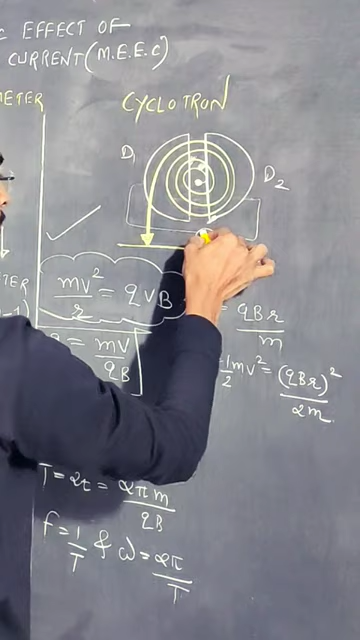 C EFFECT OF
CURRENT (M.E.E.C)
METER
CYCLOTRON
D1
D2
mv²/r = qvB
= mv/qB
= qBr/m
1/2 mv² = (qBr)²/2m
T = 2t = 2πm/qB
f = 1/T & ω = 2π/T